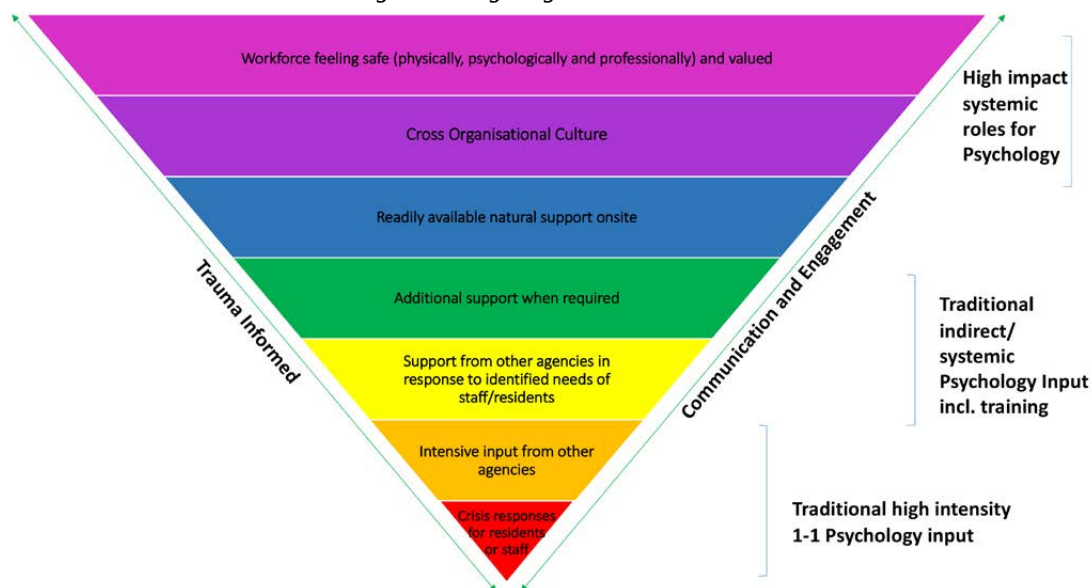 Workforce feeling safe (physically, psychologically and professionally) and valued
Cross Organisational Culture
Readily available natural support onsite
Additional support when required
Support from other agencies in
response to identified needs of
staff/residents
Intensive input from other
agencies
Crisis responses
for residents
or staff
Trauma Informed
Communication and Engagement
High impact
systemic
roles for
Psychology
Traditional
indirect/
systemic
Psychology Input
incl. training
Traditional high intensity
1-1 Psychology input